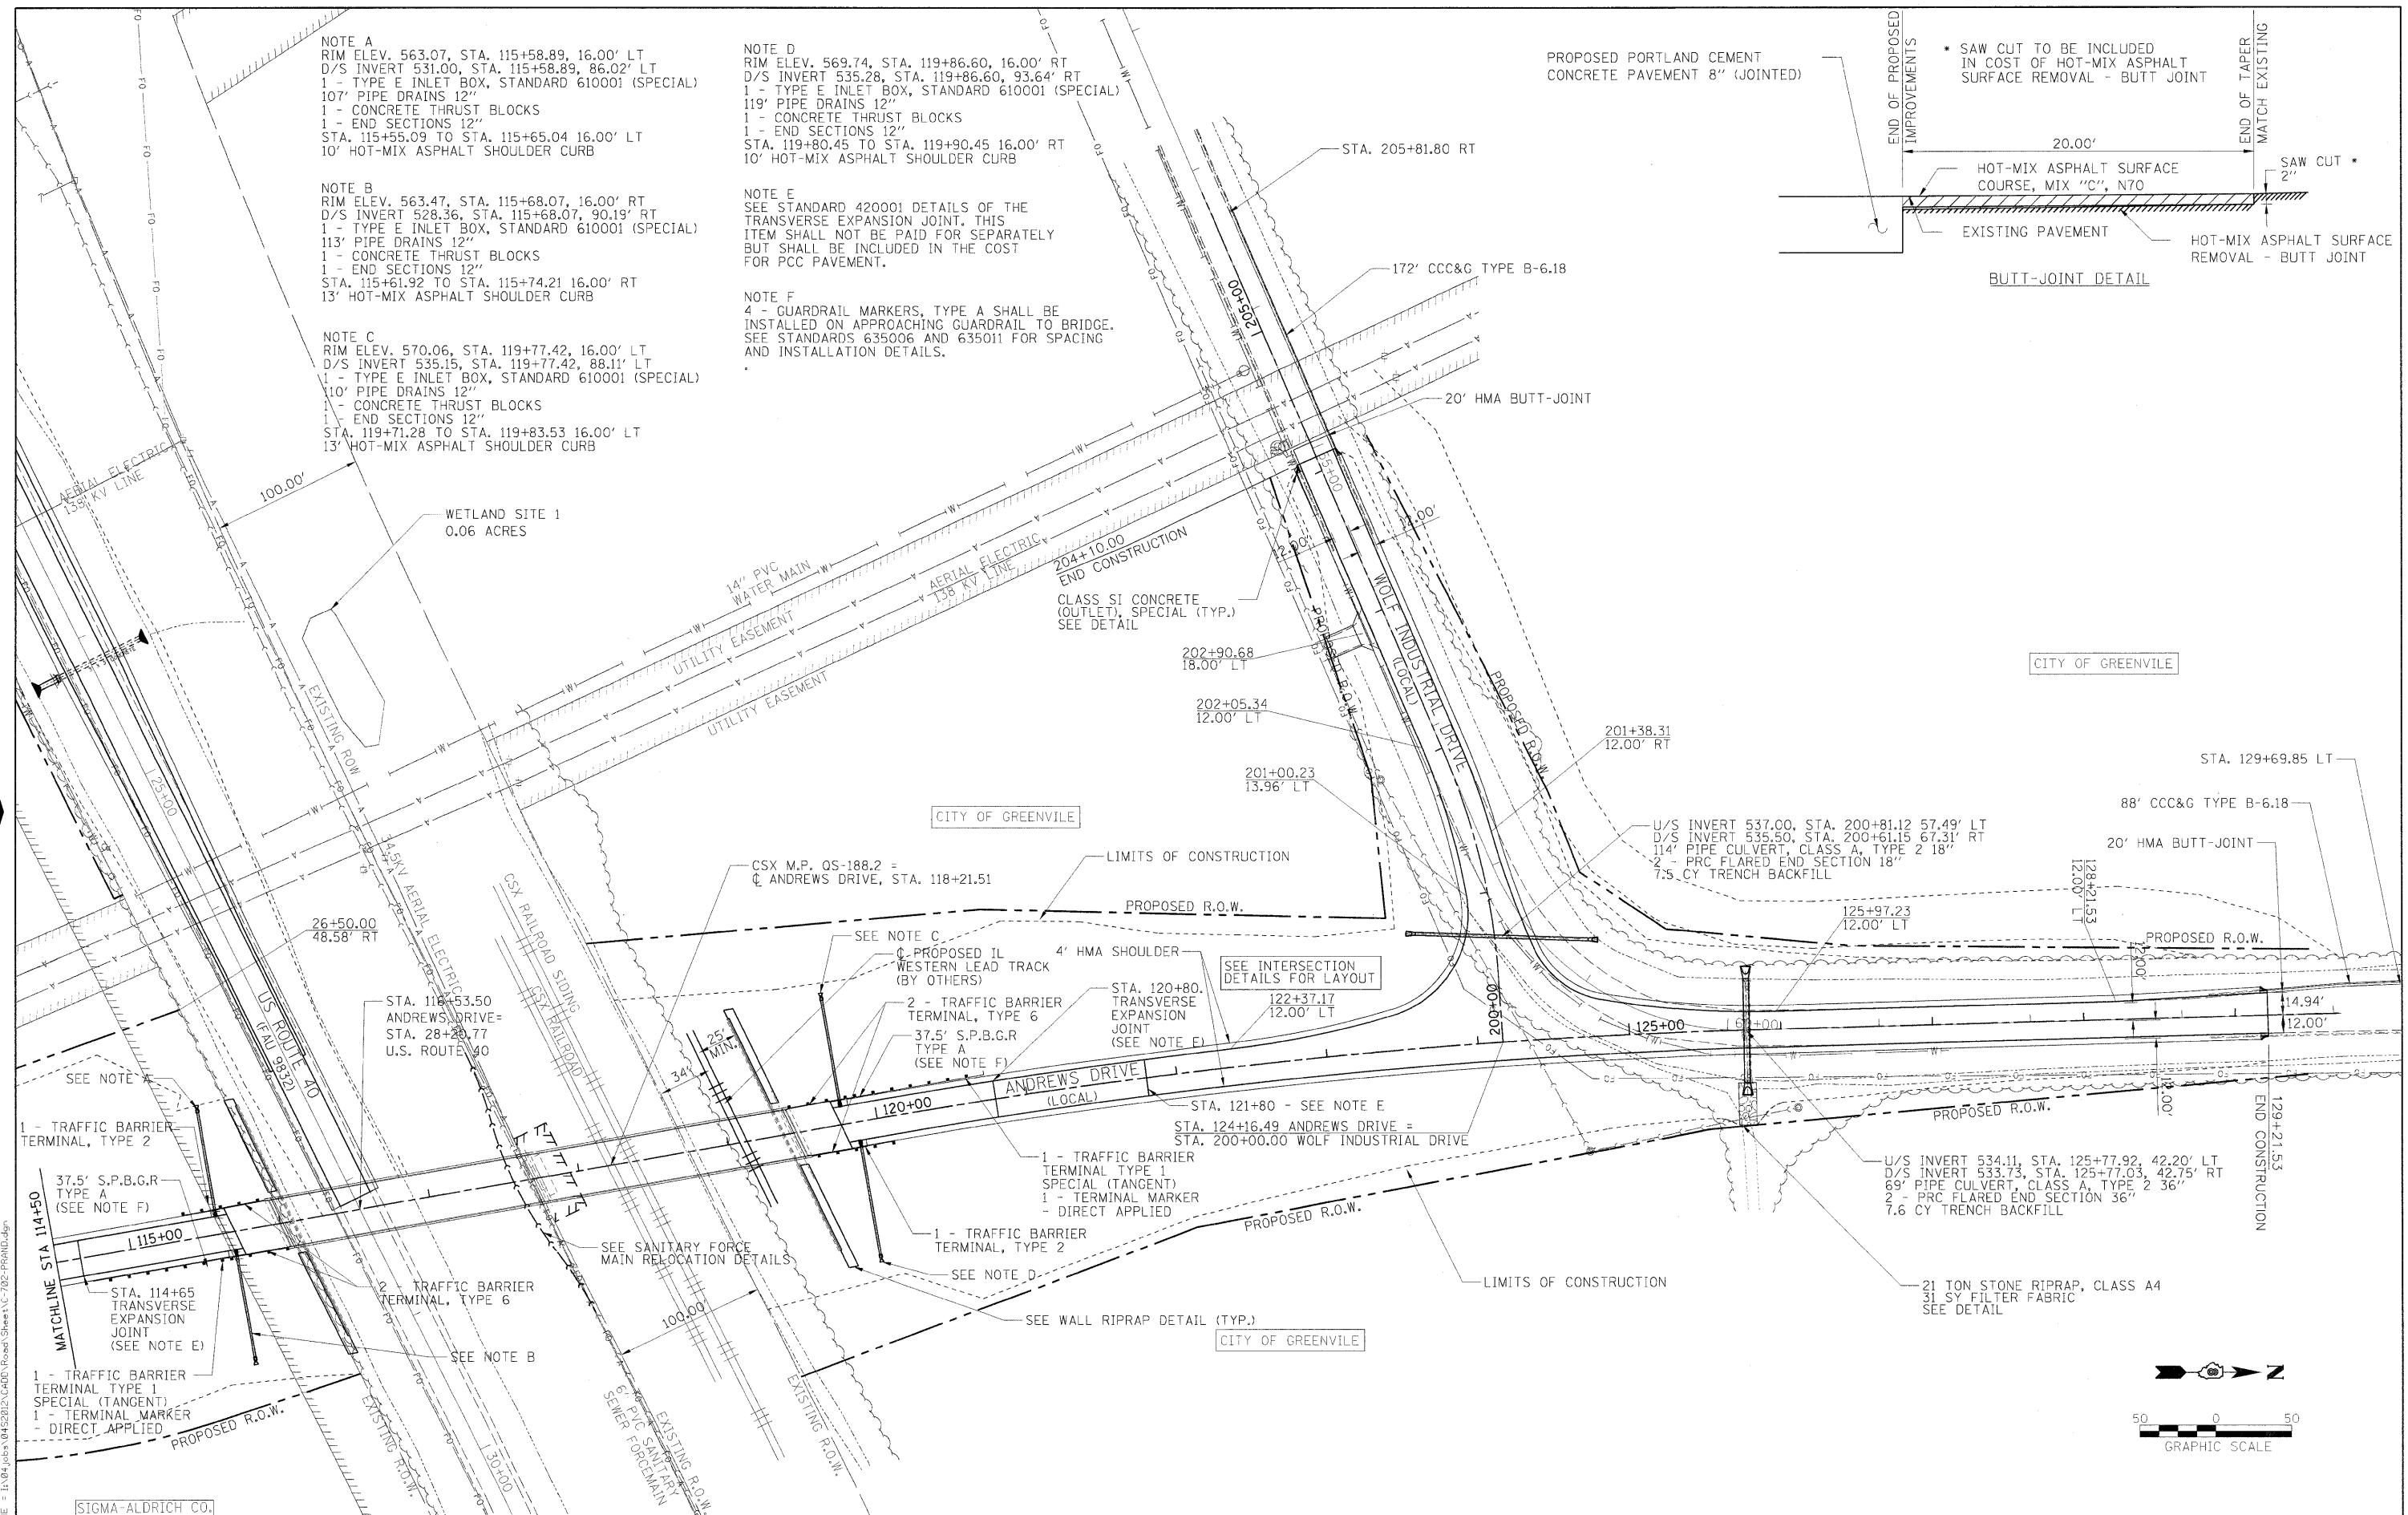 NOTE A
RIM ELEV. 563.07, STA. 115+58.89, 16.00' LT
D/S INVERT 531.00, STA. 115+58.89, 86.02' LT
1 - TYPE E INLET BOX, STANDARD 610001 (SPECIAL)
107' PIPE DRAINS 12"
1 - CONCRETE THRUST BLOCKS
1 - END SECTIONS 12"
STA. 115+55.09 TO STA. 115+65.04 16.00' LT
10' HOT-MIX ASPHALT SHOULDER CURB
NOTE B
RIM ELEV. 563.47, STA. 115+68.07, 16.00' RT
D/S INVERT 528.36, STA. 115+68.07, 90.19' RT
1 - TYPE E INLET BOX, STANDARD 610001 (SPECIAL)
113' PIPE DRAINS 12"
1 - CONCRETE THRUST BLOCKS
1 - END SECTIONS 12"
STA. 115+61.92 TO STA. 115+74.21 16.00' RT
13' HOT-MIX ASPHALT SHOULDER CURB
NOTE C
RIM ELEV. 570.06, STA. 119+77.42, 16.00' LT
D/S INVERT 535.15, STA. 119+77.42, 88.11' LT
1 - TYPE E INLET BOX, STANDARD 610001 (SPECIAL)
110' PIPE DRAINS 12"
1 - CONCRETE THRUST BLOCKS
1 - END SECTIONS 12"
STA. 119+71.28 TO STA. 119+83.53 16.00' LT
13' HOT-MIX ASPHALT SHOULDER CURB
NOTE D
RIM ELEV. 569.74, STA. 119+86.60, 16.00' RT
D/S INVERT 535.28, STA. 119+86.60, 93.64' RT
1 - TYPE E INLET BOX, STANDARD 610001 (SPECIAL)
119' PIPE DRAINS 12"
1 - CONCRETE THRUST BLOCKS
1 - END SECTIONS 12"
STA. 119+80.45 TO STA. 119+90.45 16.00' RT
10' HOT-MIX ASPHALT SHOULDER CURB
NOTE E
SEE STANDARD 420001 DETAILS OF THE
TRANSVERSE EXPANSION JOINT. THIS
ITEM SHALL NOT BE PAID FOR SEPARATELY
BUT SHALL BE INCLUDED IN THE COST
FOR PCC PAVEMENT.
NOTE F
4 - GUARDRAIL MARKERS, TYPE A SHALL BE
INSTALLED ON APPROACHING GUARDRAIL TO BRIDGE.
SEE STANDARDS 635006 AND 635011 FOR SPACING
AND INSTALLATION DETAILS.
PROPOSED PORTLAND CEMENT
CONCRETE PAVEMENT 8" (JOINTED)
END OF PROPOSED
IMPROVEMENTS
* SAW CUT TO BE INCLUDED
IN COST OF HOT-MIX ASPHALT
SURFACE REMOVAL - BUTT JOINT
END OF TAPER
MATCH EXISTING
20.00'
SAW CUT *
2"
HOT-MIX ASPHALT SURFACE
COURSE, MIX "C", N70
EXISTING PAVEMENT
HOT-MIX ASPHALT SURFACE
REMOVAL - BUTT JOINT
BUTT-JOINT DETAIL
STA. 205+81.80 RT
205+00
172' CCC&G TYPE B-6.18
20' HMA BUTT-JOINT
65+00
12.00'
12.00'
AERIAL ELECTRIC
138 KV LINE
100.00'
WETLAND SITE 1
0.06 ACRES
14" PVC
WATER MAIN
AERIAL ELECTRIC
138 KV LINE
204+10.00
END CONSTRUCTION
CLASS SI CONCRETE
(OUTLET), SPECIAL (TYP.)
SEE DETAIL
UTILITY EASEMENT
UTILITY EASEMENT
EXISTING ROW
PROPOSED R.O.W.
WOLF INDUSTRIAL DRIVE
(LOCAL)
PROPOSED R.O.W.
202+90.68
18.00' LT
202+05.34
12.00' LT
201+00.23
13.96' LT
201+38.31
12.00' RT
CITY OF GREENVILE
CITY OF GREENVILE
STA. 129+69.85 LT
88' CCC&G TYPE B-6.18
20' HMA BUTT-JOINT
U/S INVERT 537.00, STA. 200+81.12 57.49' LT
D/S INVERT 535.50, STA. 200+61.15 67.31' RT
114' PIPE CULVERT, CLASS A, TYPE 2 18"
2 - PRC FLARED END SECTION 18"
7.5 CY TRENCH BACKFILL
128+21.53
12.00' LT
125+97.23
12.00' LT
PROPOSED R.O.W.
12.00'
14.94'
12.00'
12.00'
125+00
25+00
34.5KV AERIAL ELECTRIC
CSX RAILROAD SIDING
CSX RAILROAD
CSX M.P. QS-188.2 =
℄ ANDREWS DRIVE, STA. 118+21.51
LIMITS OF CONSTRUCTION
PROPOSED R.O.W.
26+50.00
48.58' RT
US ROUTE 40
(FAU 9832)
STA. 116+53.50
ANDREWS DRIVE=
STA. 28+20.77
U.S. ROUTE 40
SEE NOTE C
℄ PROPOSED IL
WESTERN LEAD TRACK
(BY OTHERS)
4' HMA SHOULDER
SEE INTERSECTION
DETAILS FOR LAYOUT
122+37.17
12.00' LT
2 - TRAFFIC BARRIER
TERMINAL, TYPE 6
37.5' S.P.B.G.R
TYPE A
(SEE NOTE F)
STA. 120+80.
TRANSVERSE
EXPANSION
JOINT
(SEE NOTE E)
25'
MIN.
34'
200+00
120+00
ANDREWS DRIVE
(LOCAL)
STA. 121+80 - SEE NOTE E
STA. 124+16.49 ANDREWS DRIVE =
STA. 200+00.00 WOLF INDUSTRIAL DRIVE
SEE NOTE A
1 - TRAFFIC BARRIER
TERMINAL, TYPE 2
37.5' S.P.B.G.R
TYPE A
(SEE NOTE F)
MATCHLINE STA 114+50
115+00
STA. 114+65
TRANSVERSE
EXPANSION
JOINT
(SEE NOTE E)
2 - TRAFFIC BARRIER
TERMINAL, TYPE 6
SEE NOTE B
1 - TRAFFIC BARRIER
TERMINAL TYPE 1
SPECIAL (TANGENT)
1 - TERMINAL MARKER
- DIRECT APPLIED
PROPOSED R.O.W.
EXISTING R.O.W.
30+00
SEE SANITARY FORCE
MAIN RELOCATION DETAILS
100.00'
6" PVC SANITARY
SEWER FORCEMAIN
EXISTING R.O.W.
EXISTING R.O.W.
1 - TRAFFIC BARRIER
TERMINAL TYPE 1
SPECIAL (TANGENT)
1 - TERMINAL MARKER
- DIRECT APPLIED
1 - TRAFFIC BARRIER
TERMINAL, TYPE 2
SEE NOTE D
SEE WALL RIPRAP DETAIL (TYP.)
CITY OF GREENVILE
PROPOSED R.O.W.
LIMITS OF CONSTRUCTION
PROPOSED R.O.W.
U/S INVERT 534.11, STA. 125+77.92, 42.20' LT
D/S INVERT 533.73, STA. 125+77.03, 42.75' RT
69' PIPE CULVERT, CLASS A, TYPE 2 36"
2 - PRC FLARED END SECTION 36"
7.6 CY TRENCH BACKFILL
129+21.53
END CONSTRUCTION
21 TON STONE RIPRAP, CLASS A4
31 SY FILTER FABRIC
SEE DETAIL
N
50 0 50
GRAPHIC SCALE
SIGMA-ALDRICH CO.